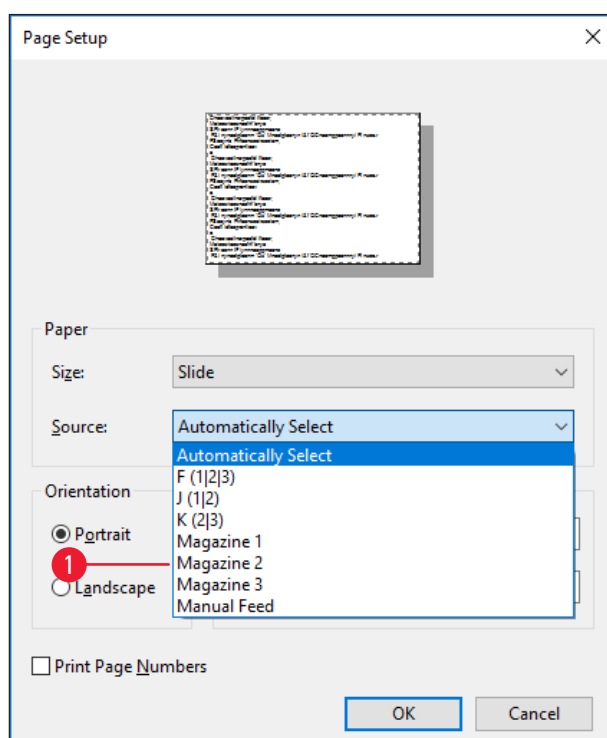 Page Setup
Paper
Size: Slide
Source: Automatically Select
Automatically Select
F (1|2|3)
J (1|2)
K (2|3)
Magazine 1
Magazine 2
Magazine 3
Manual Feed
Orientation
Portrait
1
Landscape
Print Page Numbers
OK Cancel